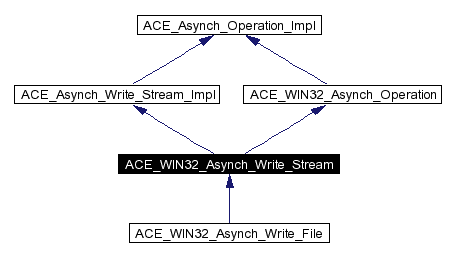 ACE_Asynch_Operation_Impl
ACE_Asynch_Write_Stream_Impl
ACE_WIN32_Asynch_Operation
ACE_WIN32_Asynch_Write_Stream
ACE_WIN32_Asynch_Write_File